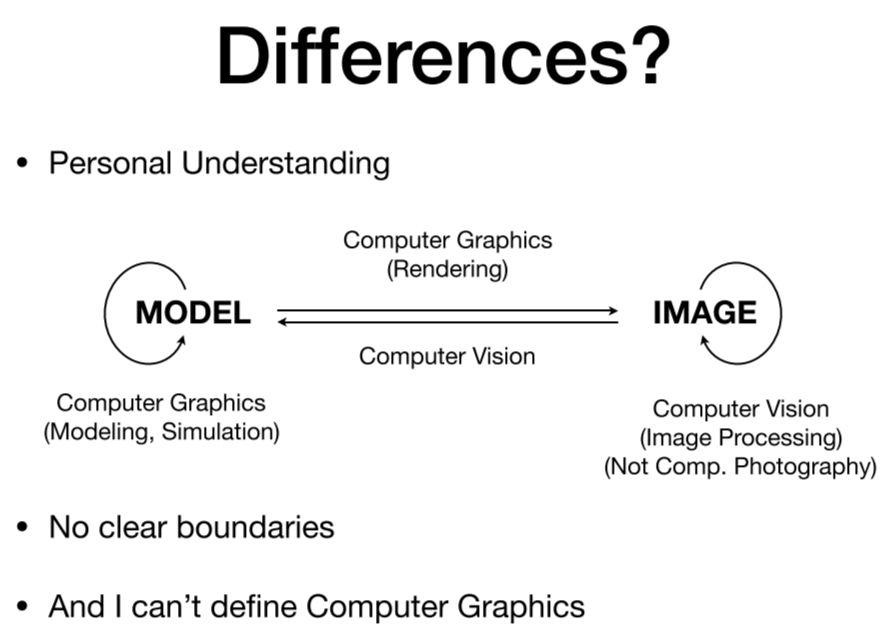 Differences?
• Personal Understanding
Computer Graphics
(Rendering)
MODEL
IMAGE
Computer Vision
Computer Graphics
(Modeling, Simulation)
Computer Vision
(Image Processing)
(Not Comp. Photography)
• No clear boundaries
• And I can’t define Computer Graphics